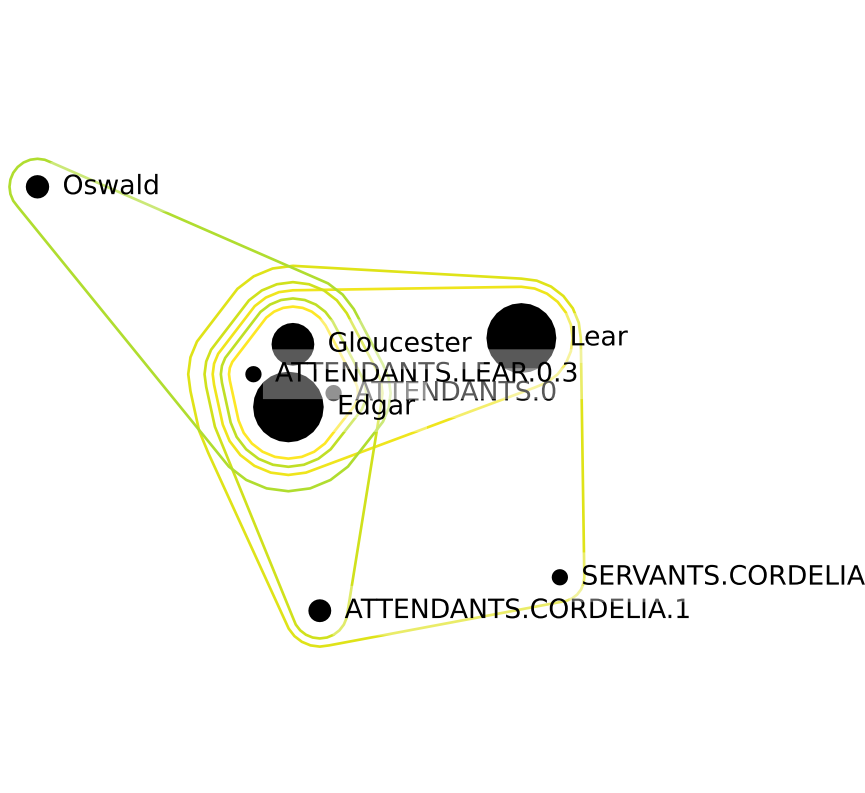 Oswald
Gloucester
Lear
ATTENDANTS.LEAR.0.3
ATTENDANTS.0
Edgar
SERVANTS.CORDELIA
ATTENDANTS.CORDELIA.1